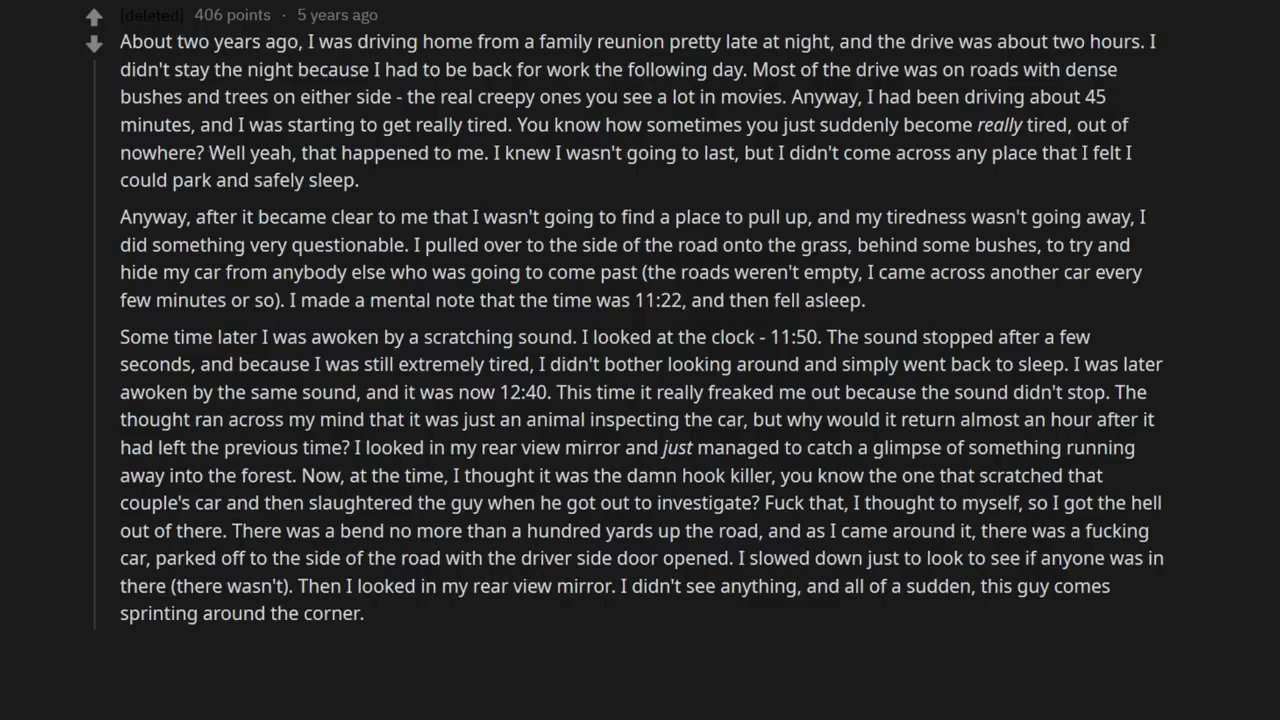 [deleted] 406 points · 5 years ago
About two years ago, I was driving home from a family reunion pretty late at night, and the drive was about two hours. I
didn't stay the night because I had to be back for work the following day. Most of the drive was on roads with dense
bushes and trees on either side - the real creepy ones you see a lot in movies. Anyway, I had been driving about 45
minutes, and I was starting to get really tired. You know how sometimes you just suddenly become really tired, out of
nowhere? Well yeah, that happened to me. I knew I wasn't going to last, but I didn't come across any place that I felt I
could park and safely sleep.
Anyway, after it became clear to me that I wasn't going to find a place to pull up, and my tiredness wasn't going away, I
did something very questionable. I pulled over to the side of the road onto the grass, behind some bushes, to try and
hide my car from anybody else who was going to come past (the roads weren't empty, I came across another car every
few minutes or so). I made a mental note that the time was 11:22, and then fell asleep.
Some time later I was awoken by a scratching sound. I looked at the clock - 11:50. The sound stopped after a few
seconds, and because I was still extremely tired, I didn't bother looking around and simply went back to sleep. I was later
awoken by the same sound, and it was now 12:40. This time it really freaked me out because the sound didn't stop. The
thought ran across my mind that it was just an animal inspecting the car, but why would it return almost an hour after it
had left the previous time? I looked in my rear view mirror and just managed to catch a glimpse of something running
away into the forest. Now, at the time, I thought it was the damn hook killer, you know the one that scratched that
couple's car and then slaughtered the guy when he got out to investigate? Fuck that, I thought to myself, so I got the hell
out of there. There was a bend no more than a hundred yards up the road, and as I came around it, there was a fucking
car, parked off to the side of the road with the driver side door opened. I slowed down just to look to see if anyone was in
there (there wasn't). Then I looked in my rear view mirror. I didn't see anything, and all of a sudden, this guy comes
sprinting around the corner.